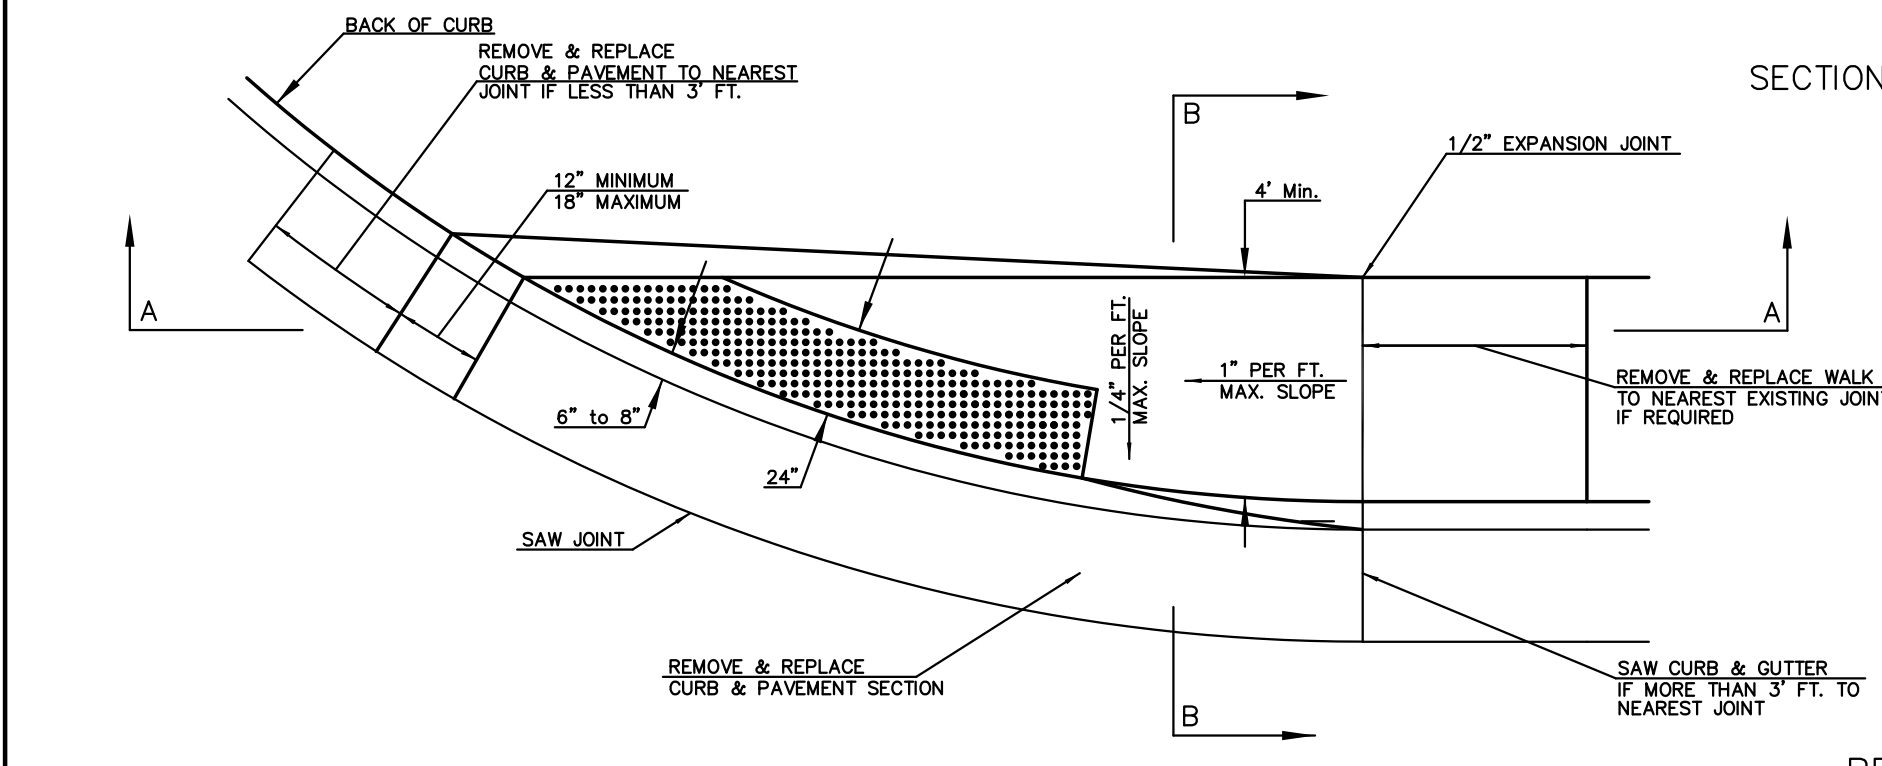 BACK OF CURB
REMOVE & REPLACE
CURB & PAVEMENT TO NEAREST
JOINT IF LESS THAN 3' FT.
SECTION
B
1/2" EXPANSION JOINT
12" MINIMUM
18" MAXIMUM
4' Min.
A
A
1/4" PER FT.
MAX. SLOPE
1" PER FT.
MAX. SLOPE
REMOVE & REPLACE WALK
TO NEAREST EXISTING JOINT
IF REQUIRED
6" to 8"
24"
SAW JOINT
REMOVE & REPLACE
CURB & PAVEMENT SECTION
SAW CURB & GUTTER
IF MORE THAN 3' FT. TO
NEAREST JOINT
B